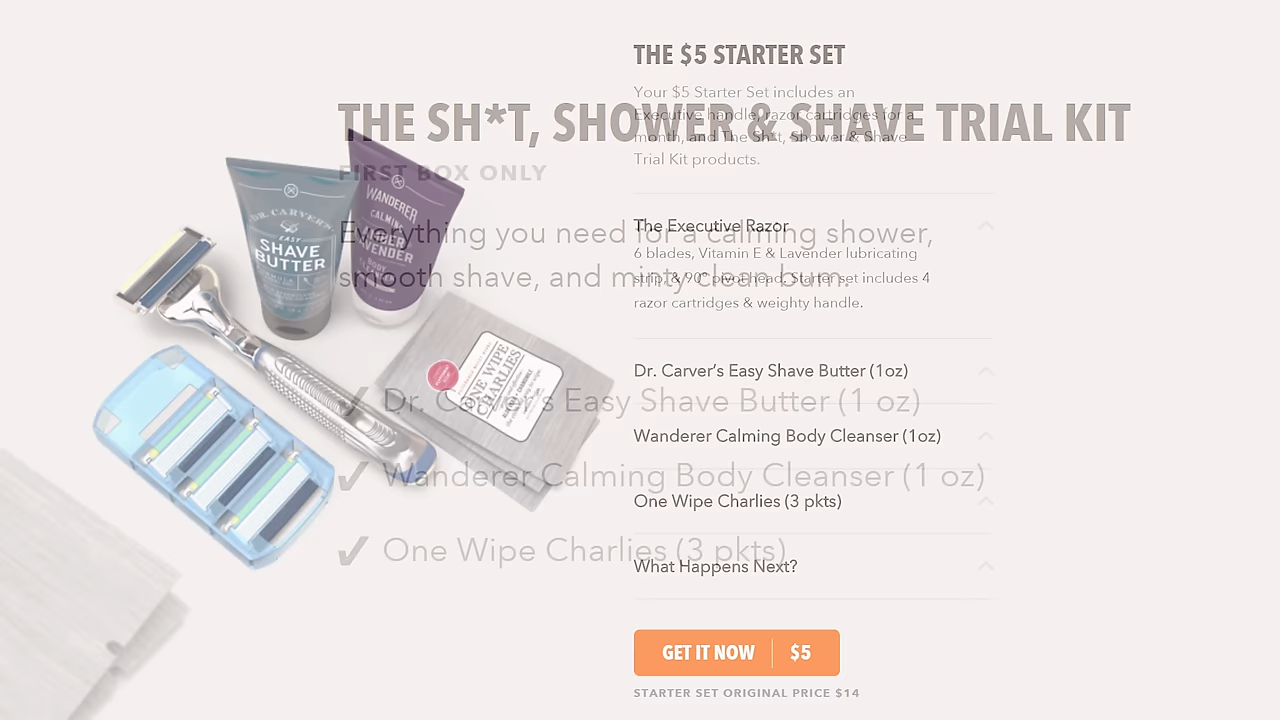 THE $5 STARTER SET
Your $5 Starter Set includes an
Executive handle, razor cartridges for a
month, and The Sh*t, Shower & Shave
Trial Kit products.
THE SH*T, SHOWER & SHAVE TRIAL KIT
FIRST BOX ONLY
Everything you need for a calming shower,
smooth shave, and minty clean bum.
The Executive Razor
6 blades, Vitamin E & Lavender lubricating
strip, & 90° pivot head. Starter set includes 4
razor cartridges & weighty handle.
DR. CARVER'S
EASY
SHAVE
BUTTER
WANDERER
CALMING
AMBER
LAVENDER
BODY
ONE WIPE
CHARLIES
Dr. Carver's Easy Shave Butter (1oz)
✔ Dr. Carver's Easy Shave Butter (1 oz)
Wanderer Calming Body Cleanser (1oz)
✔ Wanderer Calming Body Cleanser (1 oz)
One Wipe Charlies (3 pkts)
✔ One Wipe Charlies (3 pkts)
What Happens Next?
GET IT NOW $5
STARTER SET ORIGINAL PRICE $14